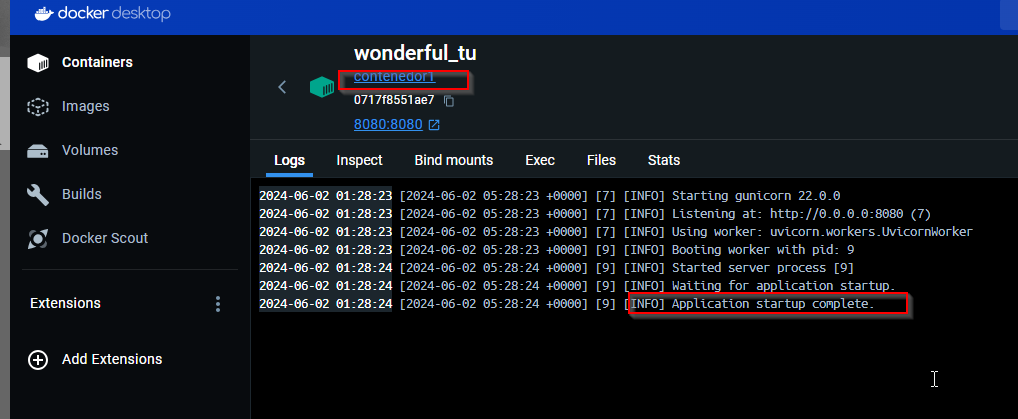 docker desktop
Containers
Images
Volumes
Builds
Docker Scout
Extensions
Add Extensions
wonderful_tu
contenedor1
0717f8551ae7
8080:8080
Logs Inspect Bind mounts Exec Files Stats
2024-06-02 01:28:23 [2024-06-02 05:28:23 +0000] [7] [INFO] Starting gunicorn 22.0.0
2024-06-02 01:28:23 [2024-06-02 05:28:23 +0000] [7] [INFO] Listening at: http://0.0.0.0:8080 (7)
2024-06-02 01:28:23 [2024-06-02 05:28:23 +0000] [7] [INFO] Using worker: uvicorn.workers.UvicornWorker
2024-06-02 01:28:23 [2024-06-02 05:28:23 +0000] [9] [INFO] Booting worker with pid: 9
2024-06-02 01:28:24 [2024-06-02 05:28:24 +0000] [9] [INFO] Started server process [9]
2024-06-02 01:28:24 [2024-06-02 05:28:24 +0000] [9] [INFO] Waiting for application startup.
2024-06-02 01:28:24 [2024-06-02 05:28:24 +0000] [9] [INFO] Application startup complete.